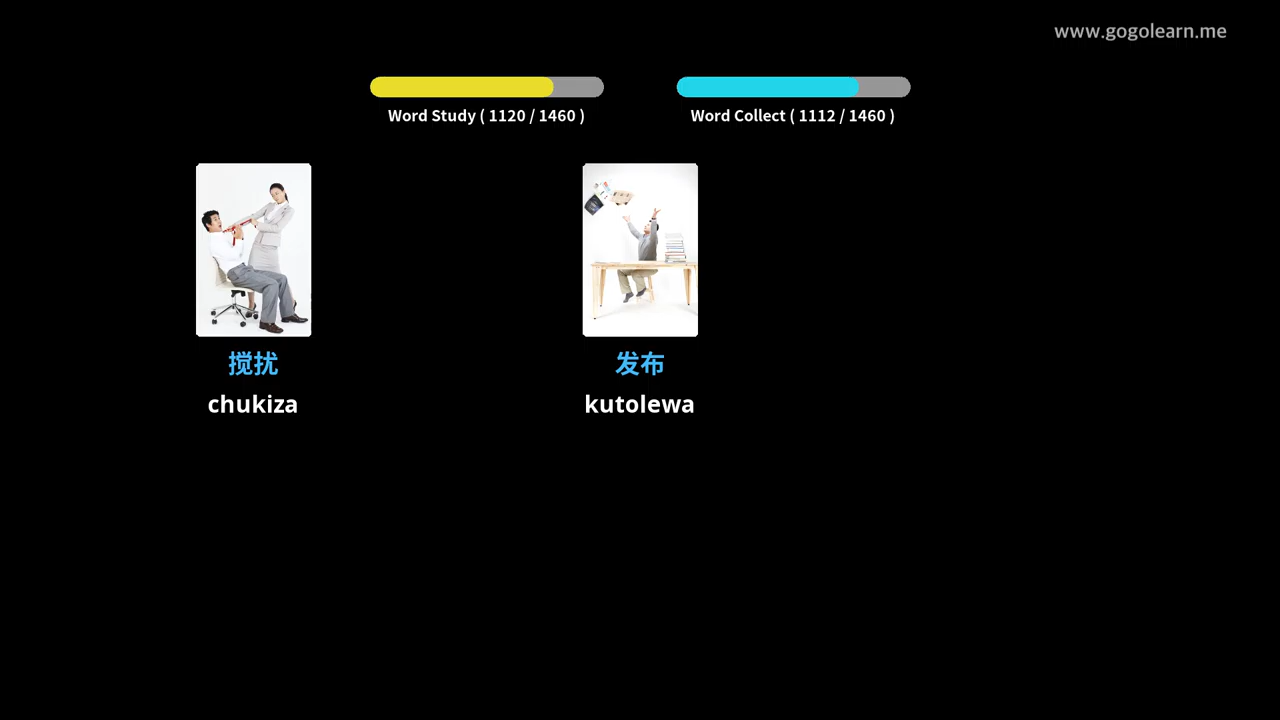 www.gogolearn.me
Word Study ( 1120 / 1460 )
Word Collect ( 1112 / 1460 )
搅扰
发布
chukiza
kutolewa